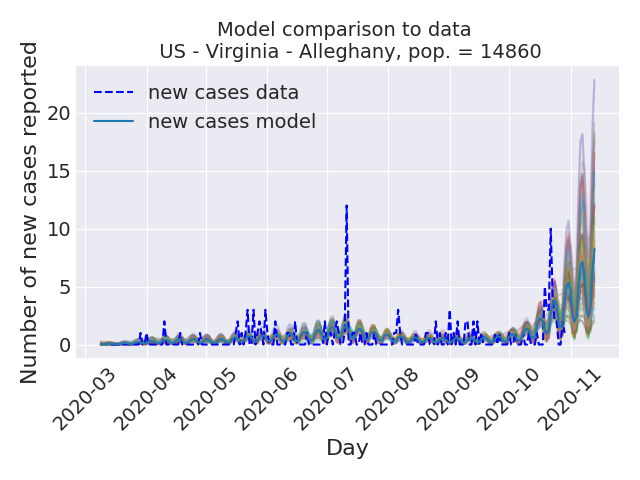 Model comparison to data
US - Virginia - Alleghany, pop. = 14860
new cases data
new cases model
Number of new cases reported
20
15
10
5
0
2020-03
2020-04
2020-05
2020-06
2020-07
2020-08
2020-09
2020-10
2020-11
Day